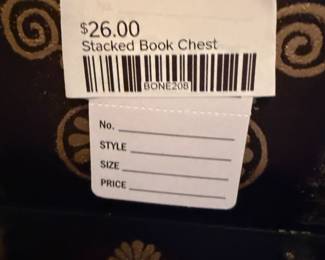 $26.00
Stacked Book Chest
BONE208
No.
STYLE
SIZE
PRICE